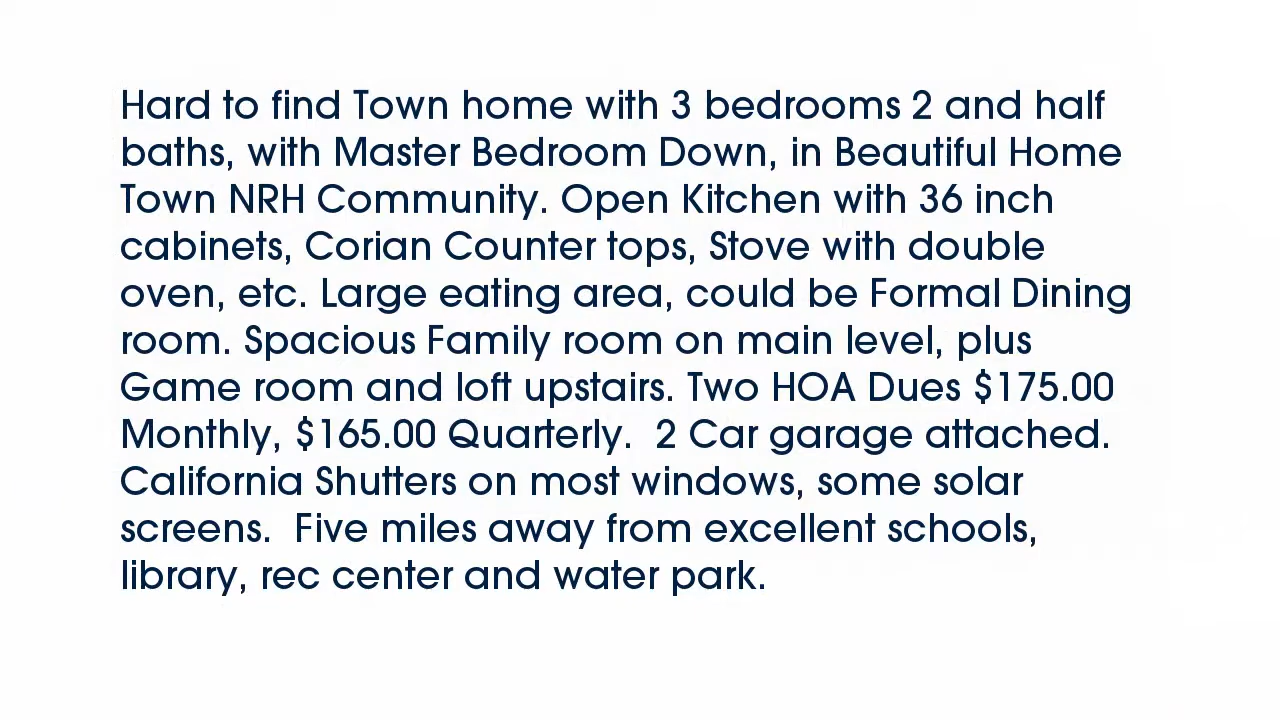 Hard to find Town home with 3 bedrooms 2 and half
baths, with Master Bedroom Down, in Beautiful Home
Town NRH Community. Open Kitchen with 36 inch
cabinets, Corian Counter tops, Stove with double
oven, etc. Large eating area, could be Formal Dining
room. Spacious Family room on main level, plus
Game room and loft upstairs. Two HOA Dues $175.00
Monthly, $165.00 Quarterly.  2 Car garage attached.
California Shutters on most windows, some solar
screens.  Five miles away from excellent schools,
library, rec center and water park.